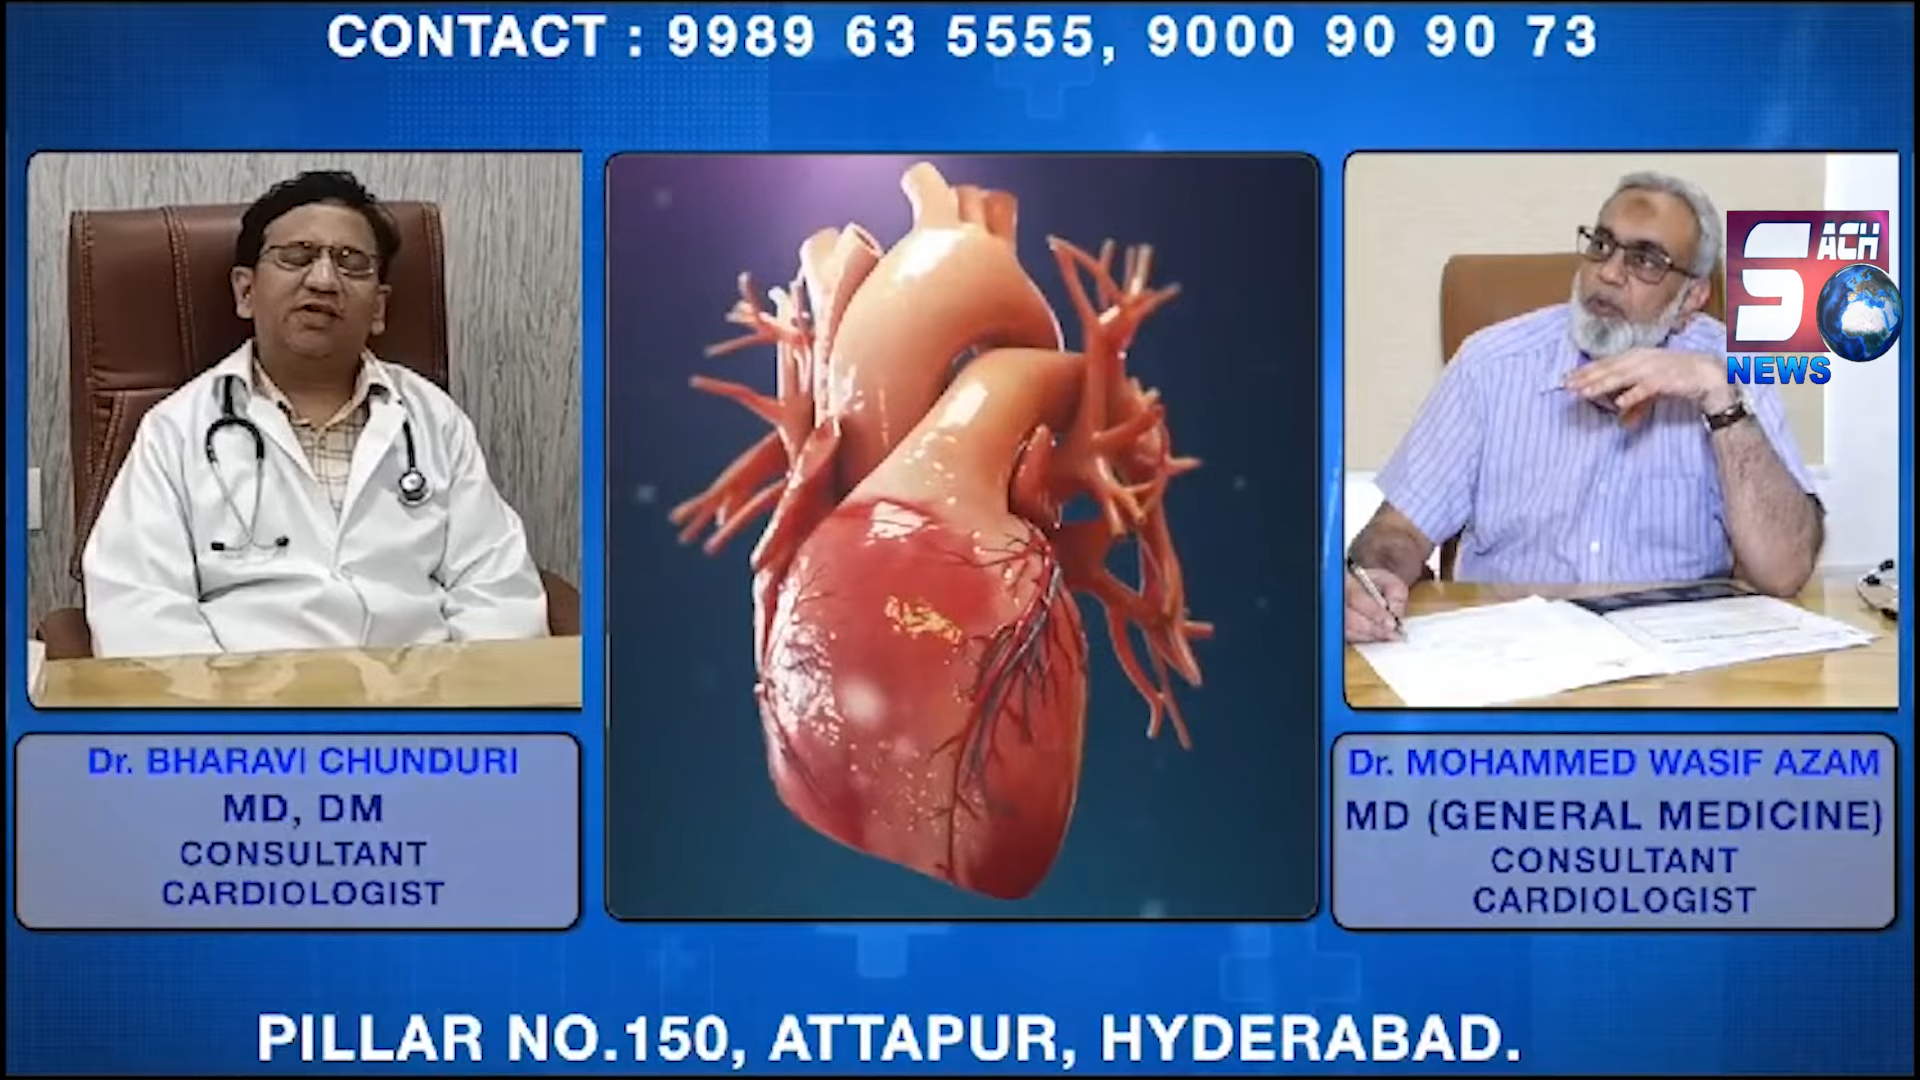 CONTACT : 9989 63 5555, 9000 90 90 73
SACH
NEWS
Dr. BHARAVI CHUNDURI
MD, DM
CONSULTANT
CARDIOLOGIST
Dr. MOHAMMED WASIF AZAM
MD (GENERAL MEDICINE)
CONSULTANT
CARDIOLOGIST
PILLAR NO.150, ATTAPUR, HYDERABAD.